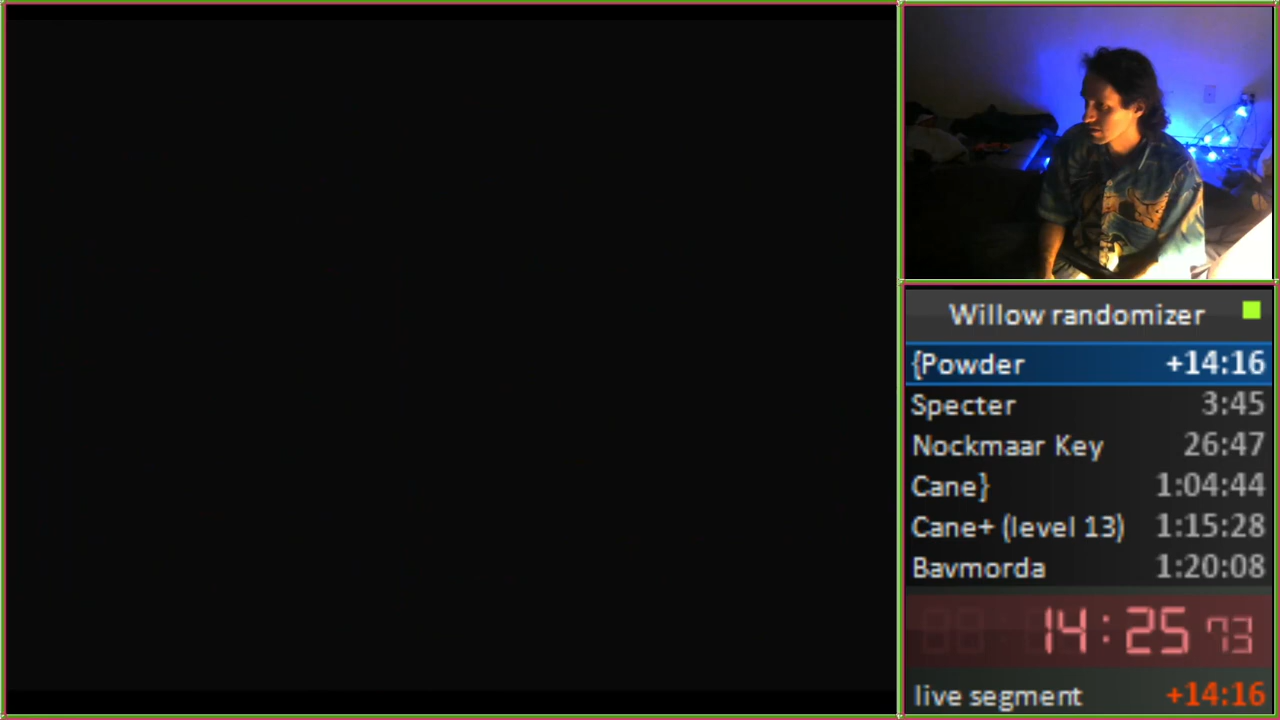 Willow randomizer
{Powder +14:16
Specter 3:45
Nockmaar Key 26:47
Cane} 1:04:44
Cane+ (level 13) 1:15:28
Bavmorda 1:20:08
14:25 73
live segment +14:16